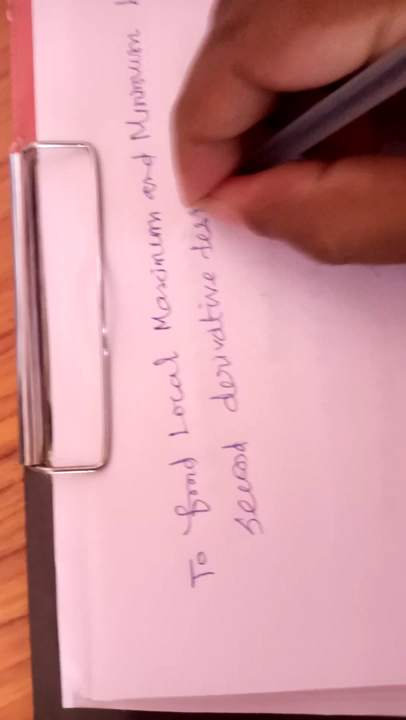 To find Local Maximum and Minimum
second derivative test